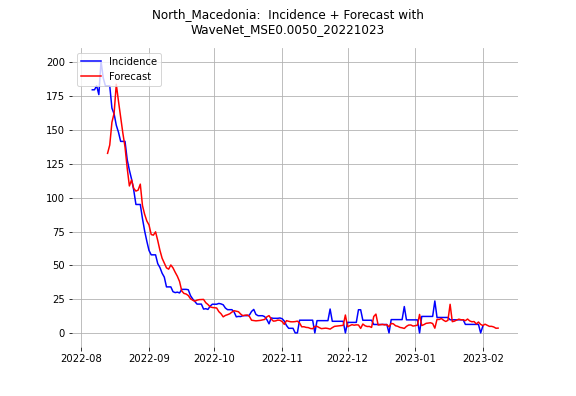 North_Macedonia:  Incidence + Forecast with
WaveNet_MSE0.0050_20221023
Incidence
Forecast
200
175
150
125
100
75
50
25
0
2022-08 2022-09 2022-10 2022-11 2022-12 2023-01 2023-02